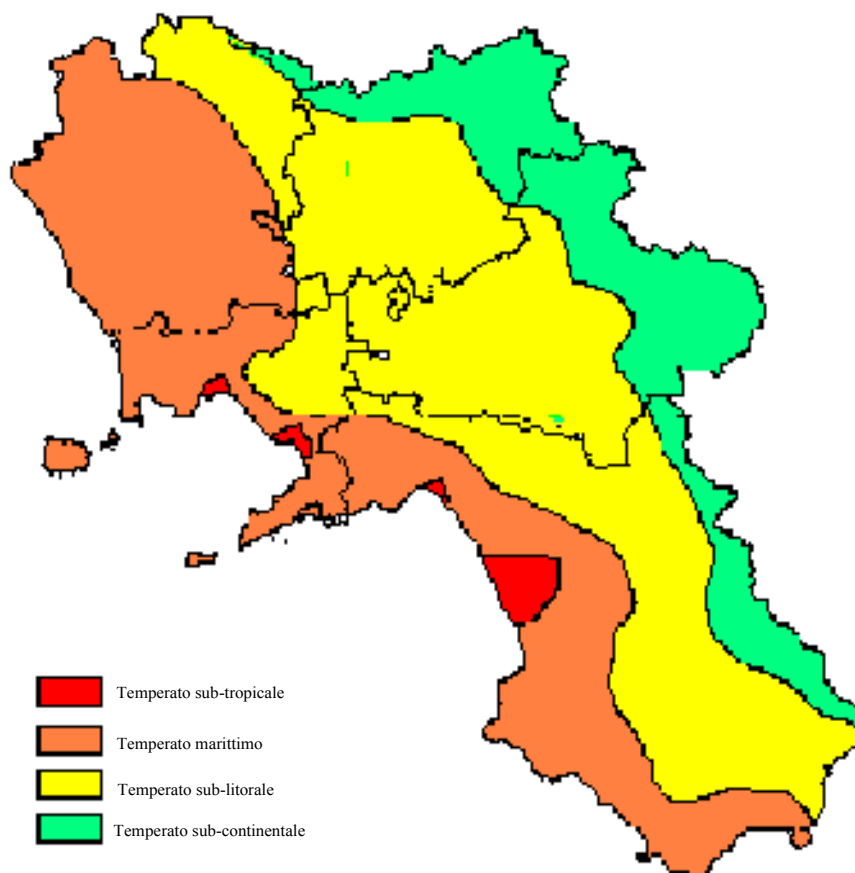 Temperato sub-tropicale
Temperato marittimo
Temperato sub-litorale
Temperato sub-continentale